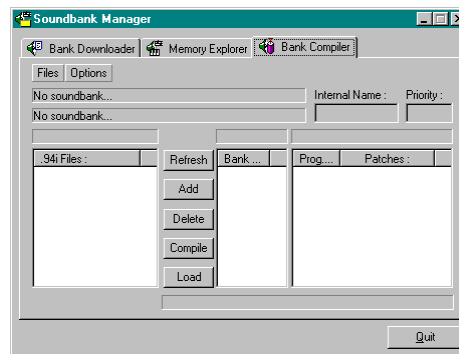 Soundbank Manager
Bank Downloader Memory Explorer Bank Compiler
Files Options
No soundbank... Internal Name : Priority :
No soundbank...
.94i Files : Refresh Bank ... Prog.... Patches :
Add
Delete
Compile
Load
Quit